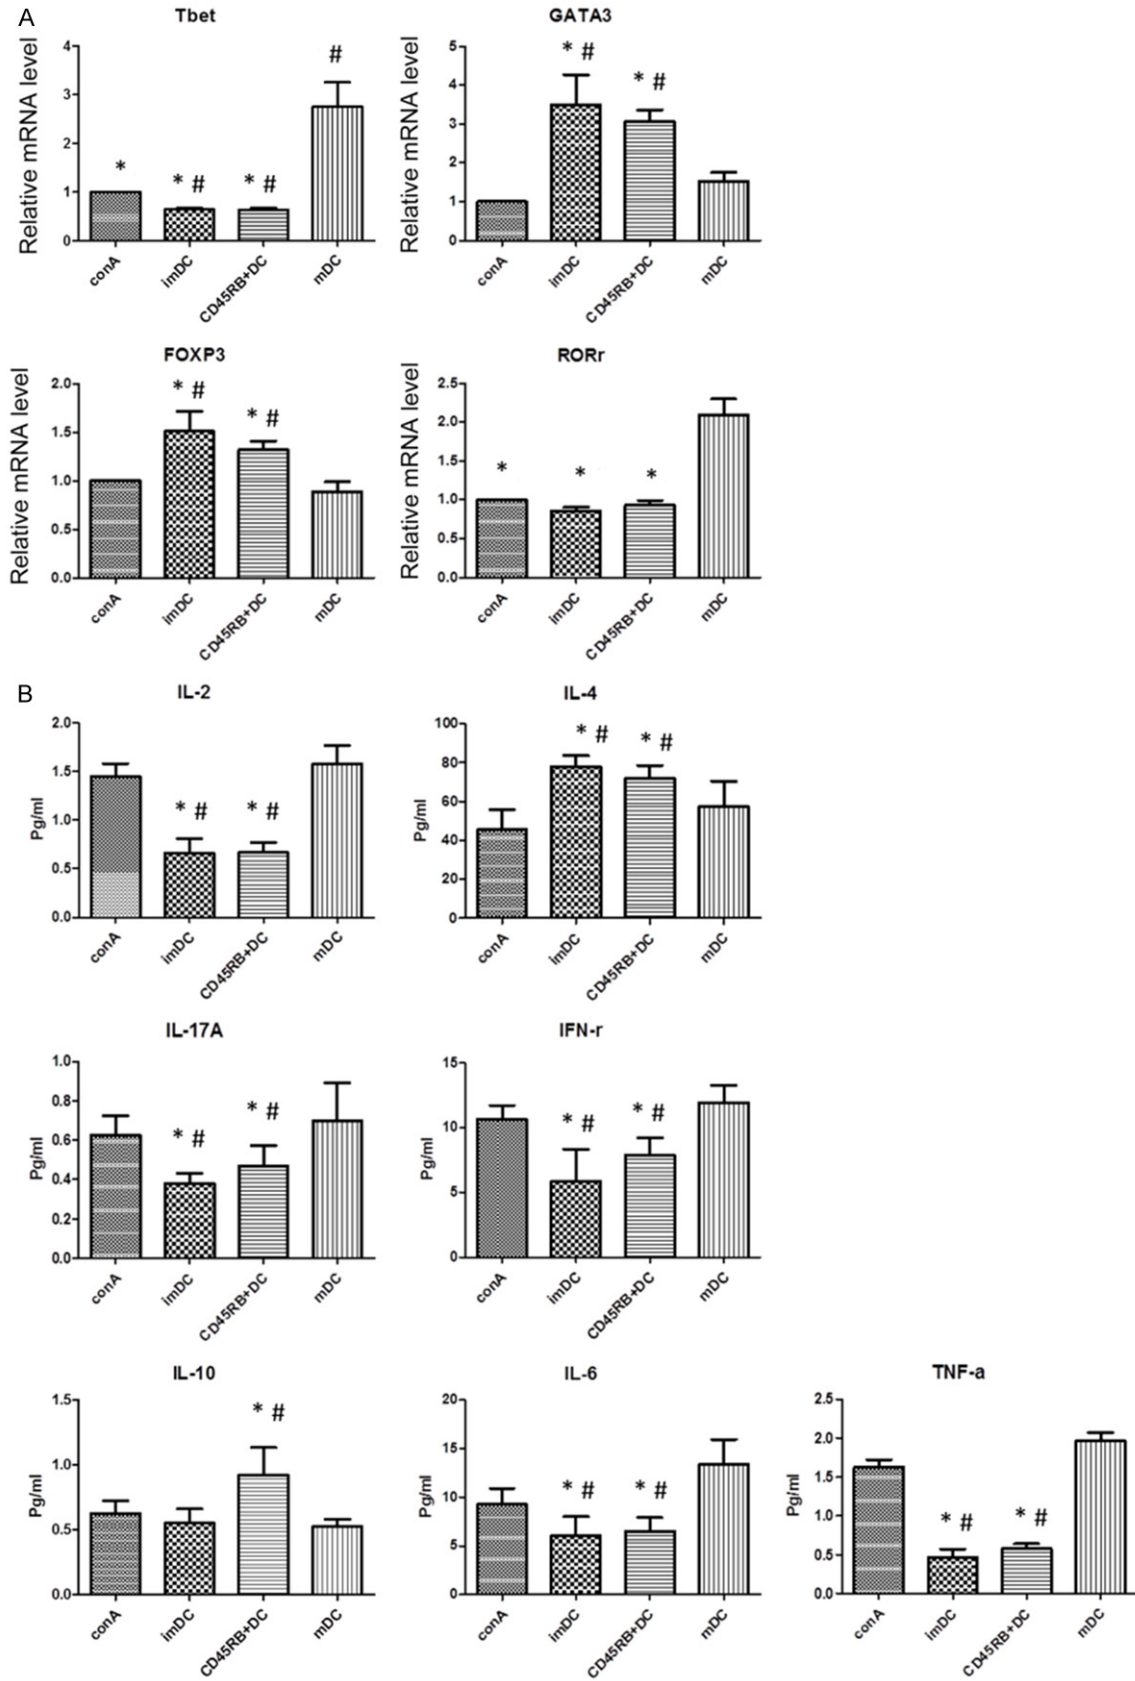 A
Tbet
Relative mRNA level
4
3
2
1
0
*
* #
* #
#
conA
imDC
CD45RB+DC
mDC
GATA3
Relative mRNA level
5
4
3
2
1
0
* #
* #
conA
imDC
CD45RB+DC
mDC
FOXP3
Relative mRNA level
2.0
1.5
1.0
0.5
0.0
* #
* #
conA
imDC
CD45RB+DC
mDC
RORr
Relative mRNA level
2.5
2.0
1.5
1.0
0.5
0.0
*
*
*
conA
imDC
CD45RB+DC
mDC
B
IL-2
Pg/ml
2.0
1.5
1.0
0.5
0.0
* #
* #
conA
imDC
CD45RB+DC
mDC
IL-4
Pg/ml
100
80
60
40
20
0
* #
* #
conA
imDC
CD45RB+DC
mDC
IL-17A
Pg/ml
1.0
0.8
0.6
0.4
0.2
0.0
* #
* #
conA
imDC
CD45RB+DC
mDC
IFN-r
Pg/ml
15
10
5
0
* #
* #
conA
imDC
CD45RB+DC
mDC
IL-10
Pg/ml
1.5
1.0
0.5
0.0
* #
conA
imDC
CD45RB+DC
mDC
IL-6
Pg/ml
20
15
10
5
0
* #
* #
conA
imDC
CD45RB+DC
mDC
TNF-a
Pg/ml
2.5
2.0
1.5
1.0
0.5
0.0
* #
* #
conA
imDC
CD45RB+DC
mDC